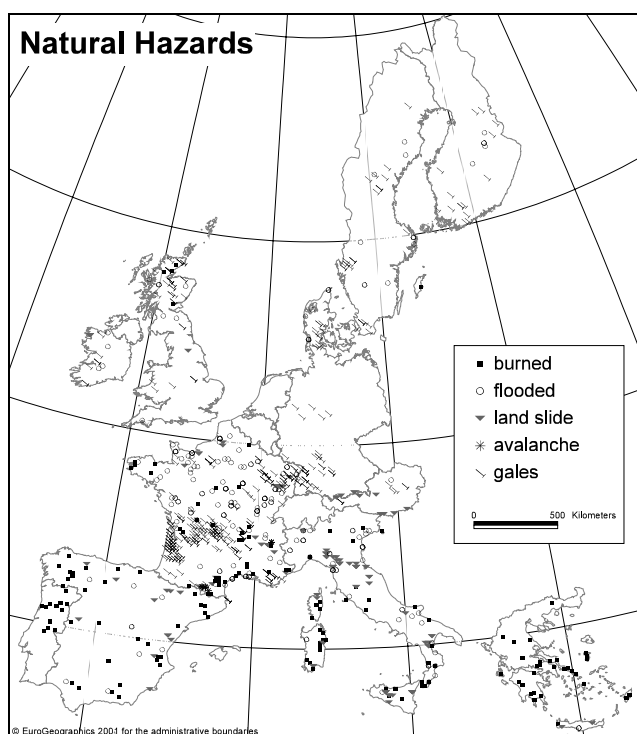 Natural Hazards
burned
flooded
land slide
avalanche
gales
0 500 Kilometers
© EuroGeographics 2001 for the administrative boundaries